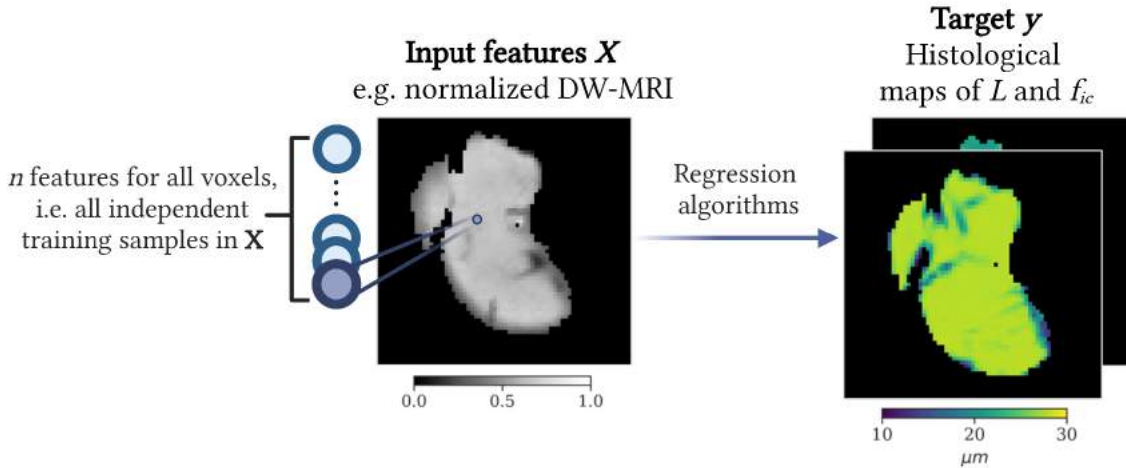 Input features X
e.g. normalized DW-MRI
n features for all voxels,
i.e. all independent
training samples in X
0.0 0.5 1.0
Regression
algorithms
Target y
Histological
maps of L and fic
10 20 30
μm